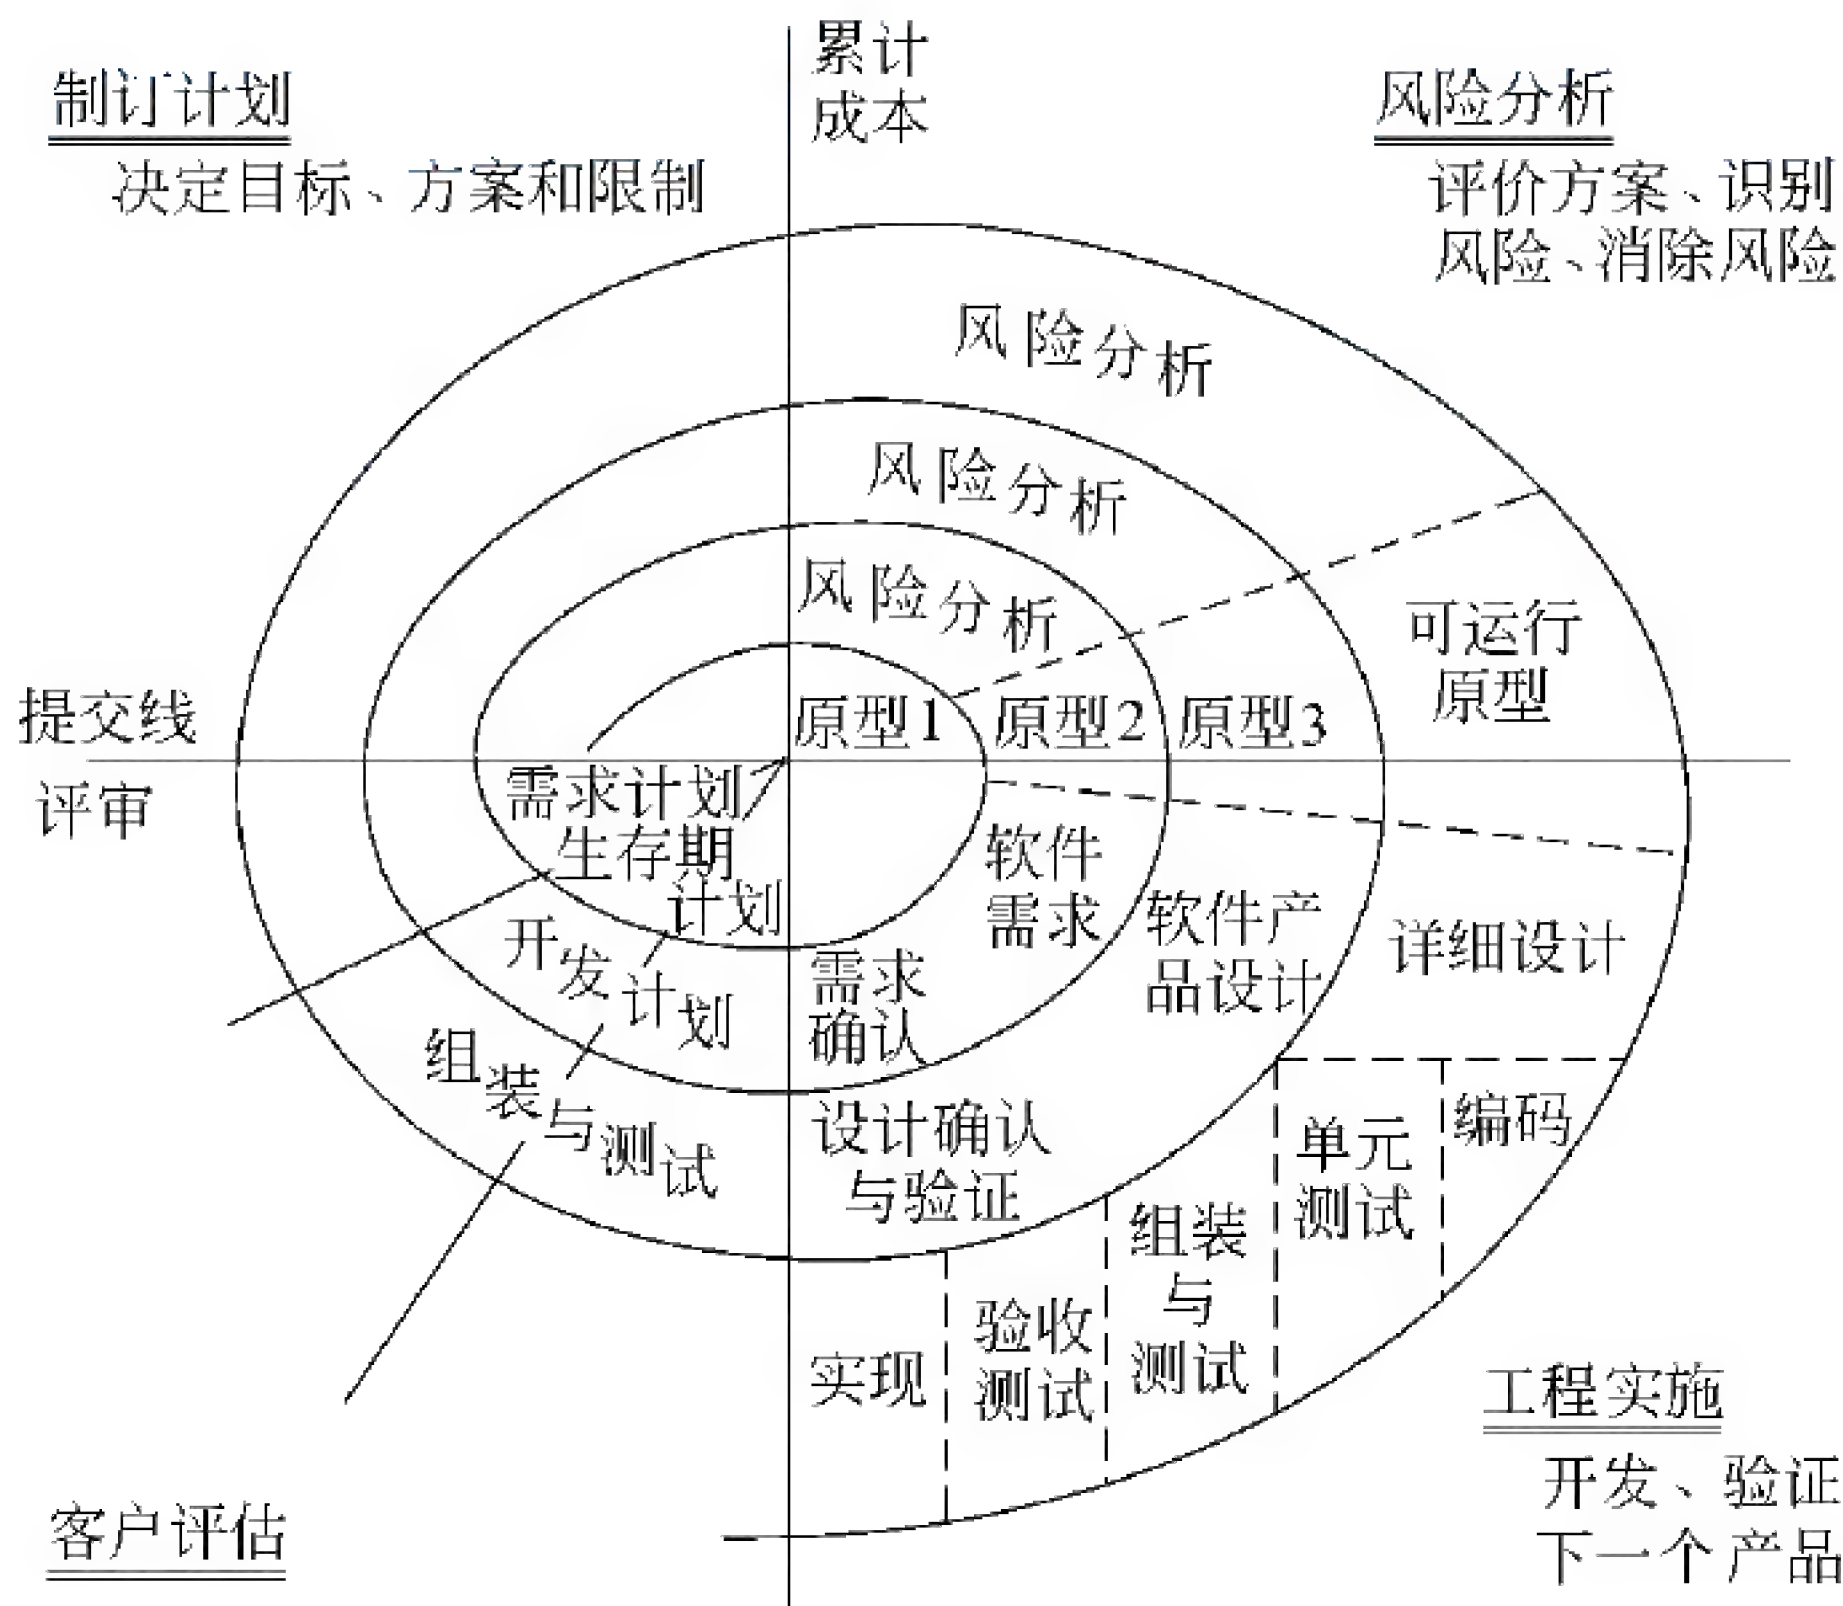 累计
成本
制订计划
决定目标、方案和限制
风险分析
评价方案、识别
风险、消除风险
风险分析
风险分析
风险分析
可运行
原型
提交线
评审
原型1
原型2
原型3
需求计划
生存期
计划
软件
需求
软件产
品设计
详细设计
开发计划
需求
确认
组装与测试
设计确认
与验证
单元
测试
编码
组装
与
测试
验收
测试
实现
工程实施
开发、验证
下一个产品
客户评估